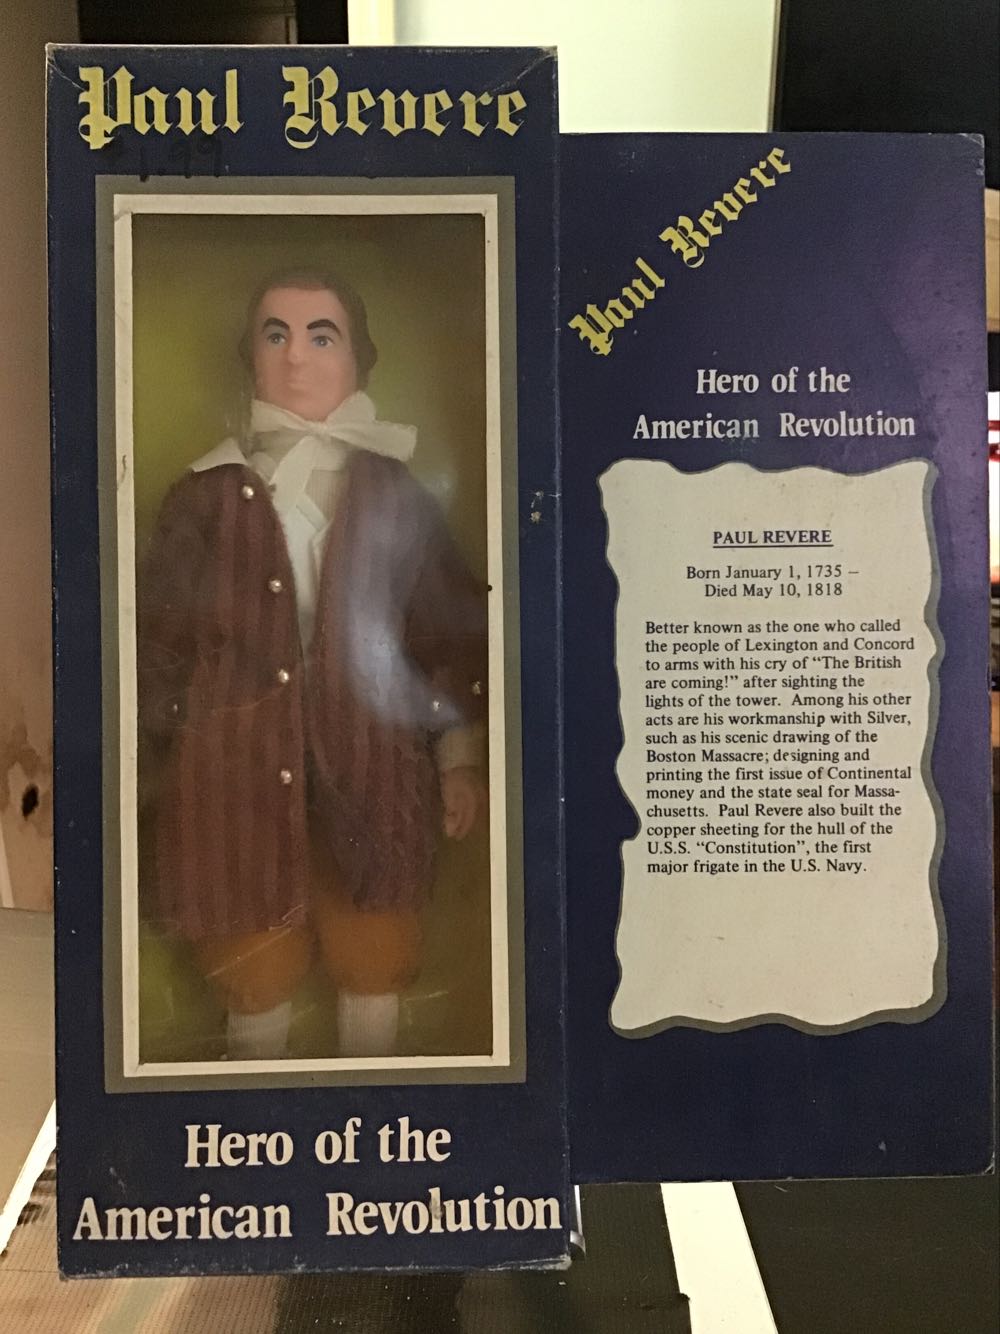 Paul Revere
1.99
Hero of the
American Revolution
Paul Revere
Hero of the
American Revolution
PAUL REVERE
Born January 1, 1735 –
Died May 10, 1818
Better known as the one who called
the people of Lexington and Concord
to arms with his cry of “The British
are coming!” after sighting the
lights of the tower. Among his other
acts are his workmanship with Silver,
such as his scenic drawing of the
Boston Massacre; designing and
printing the first issue of Continental
money and the state seal for Massa-
chusetts. Paul Revere also built the
copper sheeting for the hull of the
U.S.S. “Constitution”, the first
major frigate in the U.S. Navy.